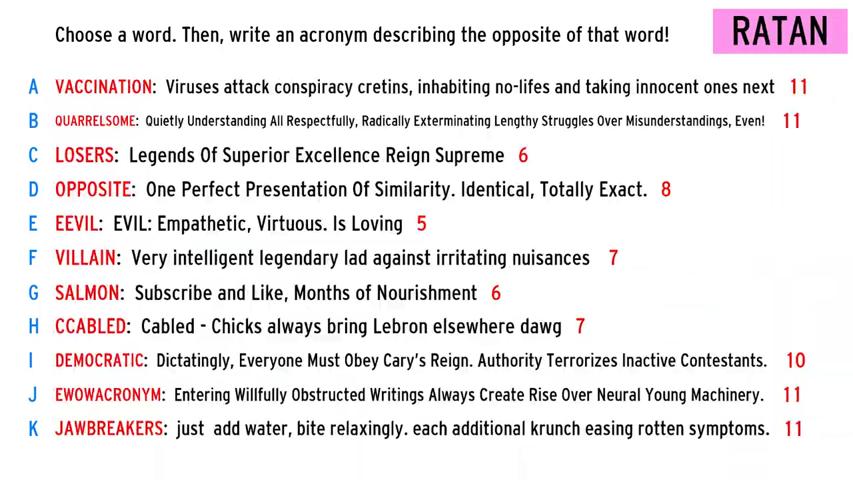 Choose a word. Then, write an acronym describing the opposite of that word!
RATAN
A VACCINATION: Viruses attack conspiracy cretins, inhabiting no-lifes and taking innocent ones next 11
B QUARRELSOME: Quietly Understanding All Respectfully, Radically Exterminating Lengthy Struggles Over Misunderstandings, Even! 11
C LOSERS: Legends Of Superior Excellence Reign Supreme 6
D OPPOSITE: One Perfect Presentation Of Similarity. Identical, Totally Exact. 8
E EEVIL: EVIL: Empathetic, Virtuous. Is Loving 5
F VILLAIN: Very intelligent legendary lad against irritating nuisances 7
G SALMON: Subscribe and Like, Months of Nourishment 6
H CCABLED: Cabled - Chicks always bring Lebron elsewhere dawg 7
I DEMOCRATIC: Dictatingly, Everyone Must Obey Cary's Reign. Authority Terrorizes Inactive Contestants. 10
J EWOWACRONYM: Entering Willfully Obstructed Writings Always Create Rise Over Neural Young Machinery. 11
K JAWBREAKERS: just add water, bite relaxingly. each additional krunch easing rotten symptoms. 11